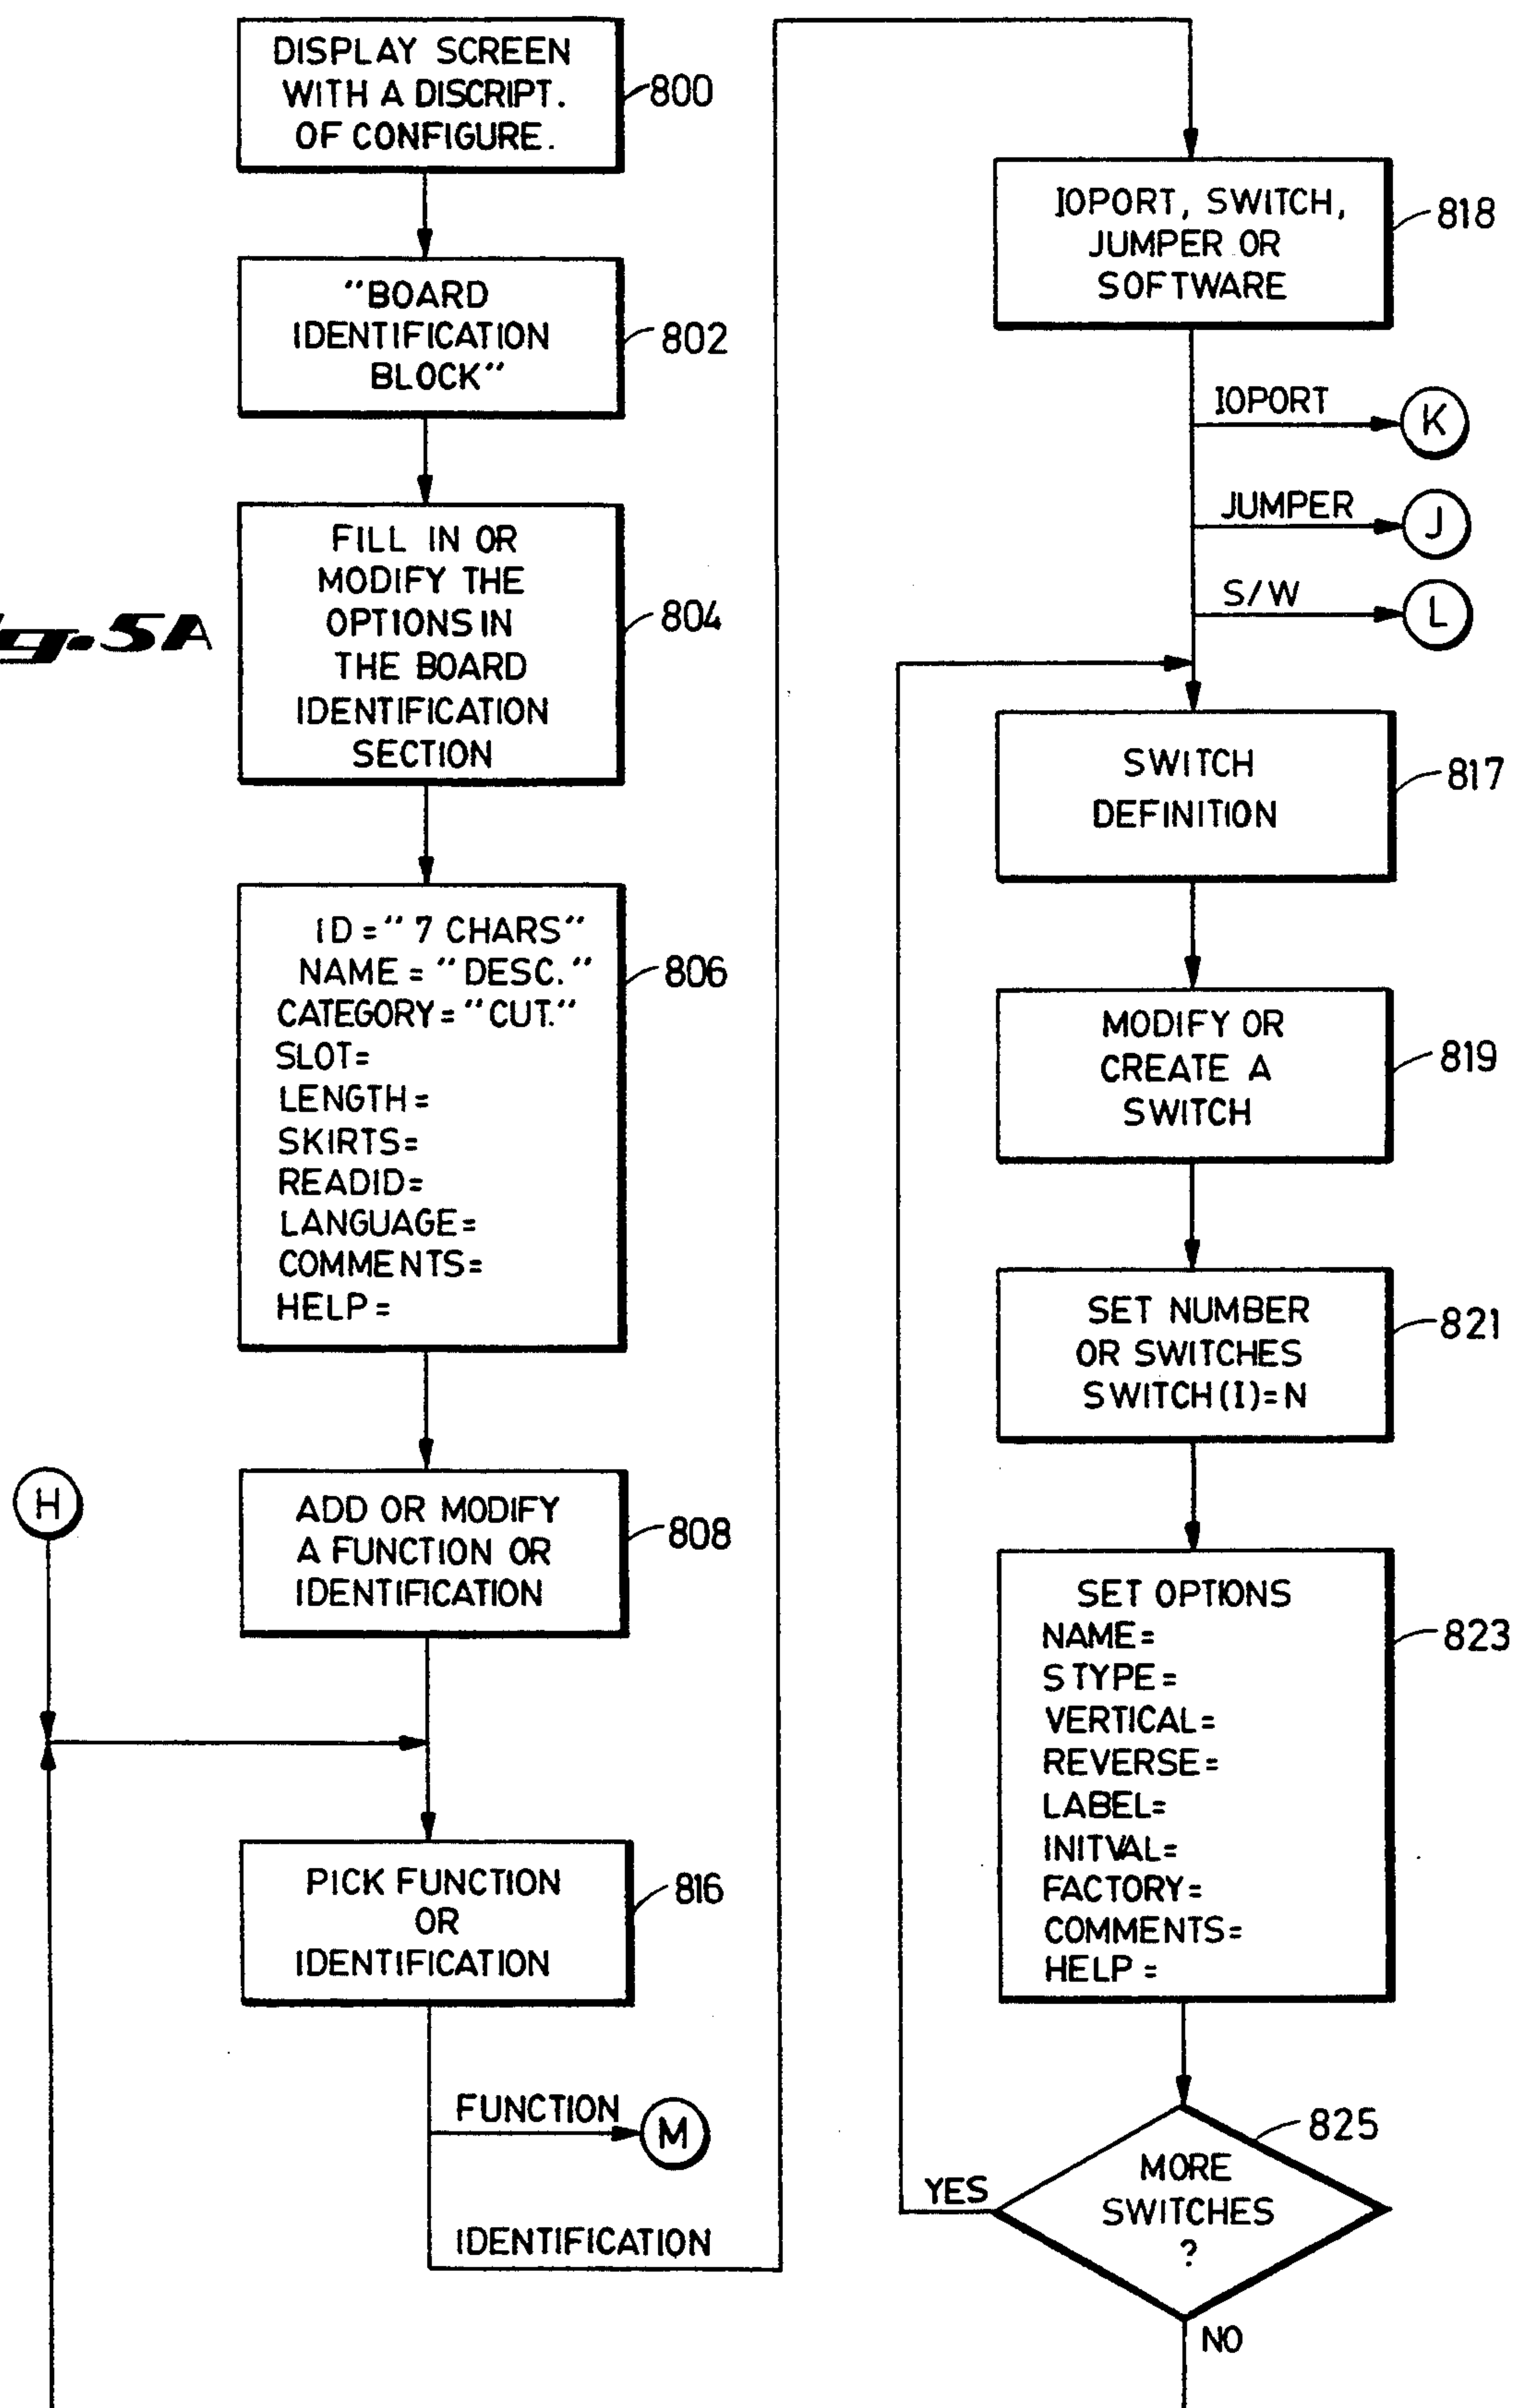 DISPLAY SCREEN
WITH A DISCRIPT.
OF CONFIGURE.
800
"BOARD
IDENTIFICATION
BLOCK"
802
FILL IN OR
MODIFY THE
OPTIONS IN
THE BOARD
IDENTIFICATION
SECTION
804
g.5A
ID = "7 CHARS"
NAME = "DESC."
CATEGORY = "CUT."
SLOT=
LENGTH=
SKIRTS=
READID=
LANGUAGE=
COMMENTS=
HELP=
806
ADD OR MODIFY
A FUNCTION OR
IDENTIFICATION
808
H
PICK FUNCTION
OR
IDENTIFICATION
816
FUNCTION
M
IDENTIFICATION
IOPORT, SWITCH,
JUMPER OR
SOFTWARE
818
IOPORT
K
JUMPER
J
S/W
L
SWITCH
DEFINITION
817
MODIFY OR
CREATE A
SWITCH
819
SET NUMBER
OR SWITCHES
SWITCH(I)=N
821
SET OPTIONS
NAME=
STYPE=
VERTICAL=
REVERSE=
LABEL=
INITVAL=
FACTORY=
COMMENTS=
HELP=
823
825
MORE
SWITCHES
?
YES
NO